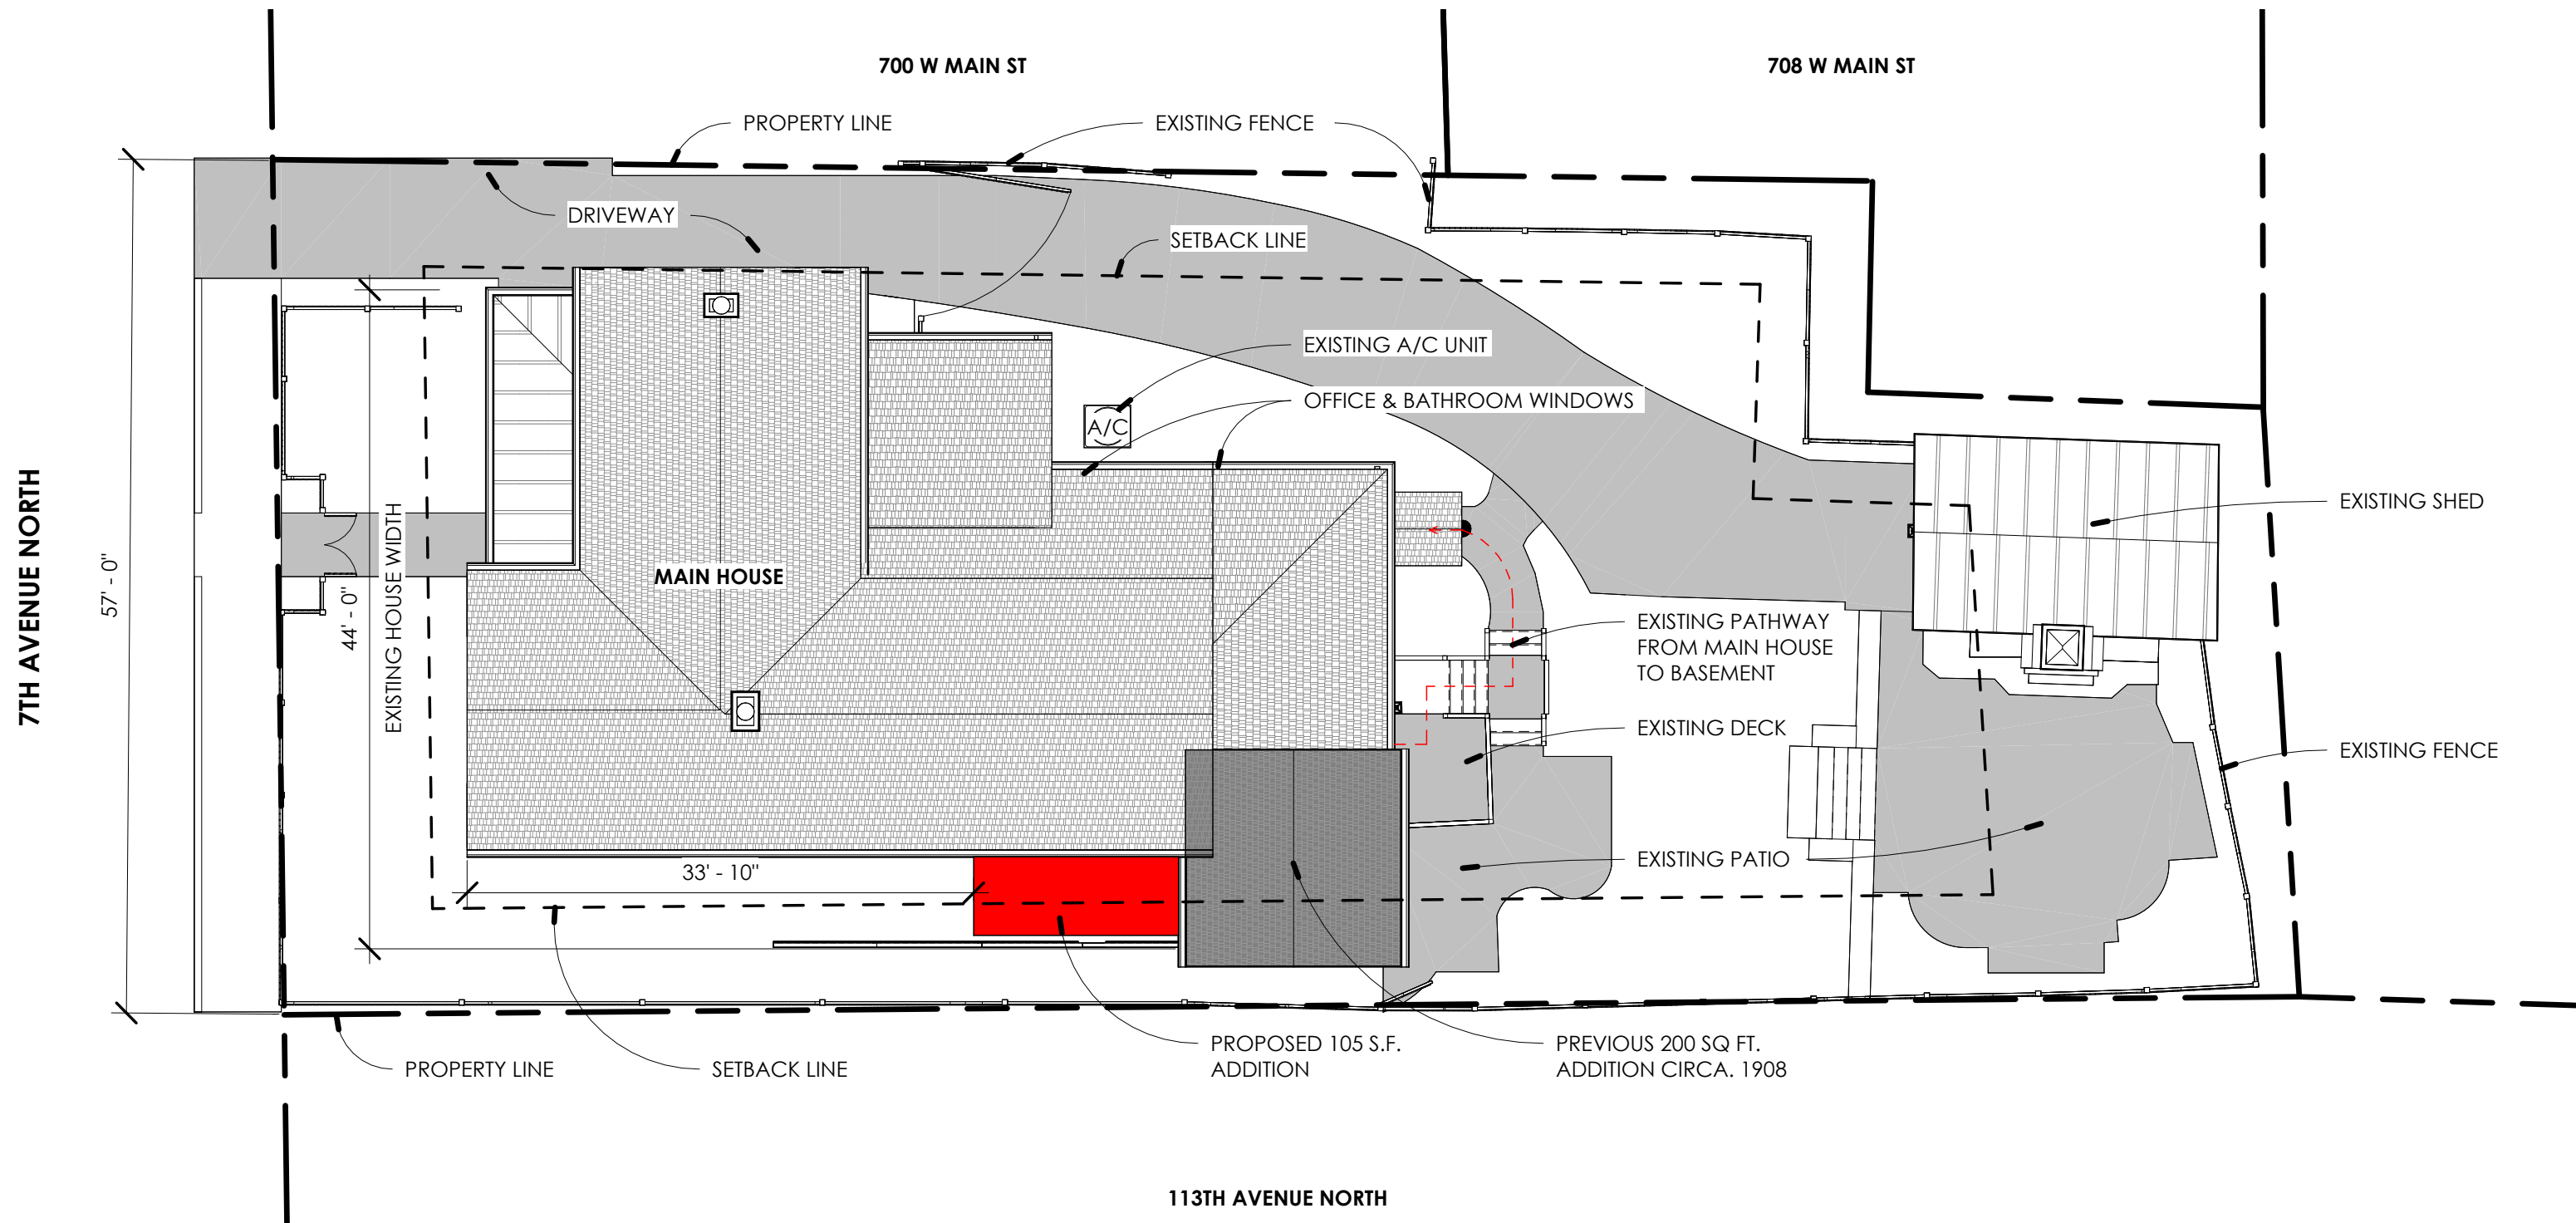 700 W MAIN ST
708 W MAIN ST
PROPERTY LINE
EXISTING FENCE
DRIVEWAY
SETBACK LINE
EXISTING A/C UNIT
OFFICE & BATHROOM WINDOWS
A/C
EXISTING SHED
7TH AVENUE NORTH
57' - 0"
44' - 0"
EXISTING HOUSE WIDTH
MAIN HOUSE
EXISTING PATHWAY
FROM MAIN HOUSE
TO BASEMENT
EXISTING DECK
EXISTING FENCE
EXISTING PATIO
33' - 10"
PROPERTY LINE
SETBACK LINE
PROPOSED 105 S.F.
ADDITION
PREVIOUS 200 SQ FT.
ADDITION CIRCA. 1908
113TH AVENUE NORTH